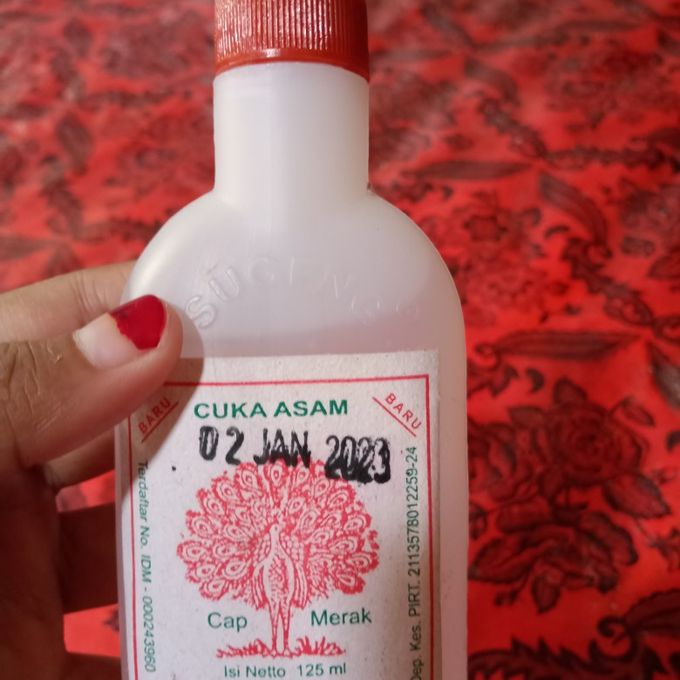 SÜGENG
BARU CUKA ASAM BARU
02 JAN 2023
Terdaftar No. IDM - 000243960
Dep. Kes. PIRT. 2113578012259-24
Cap Merak
Isi Netto 125 ml